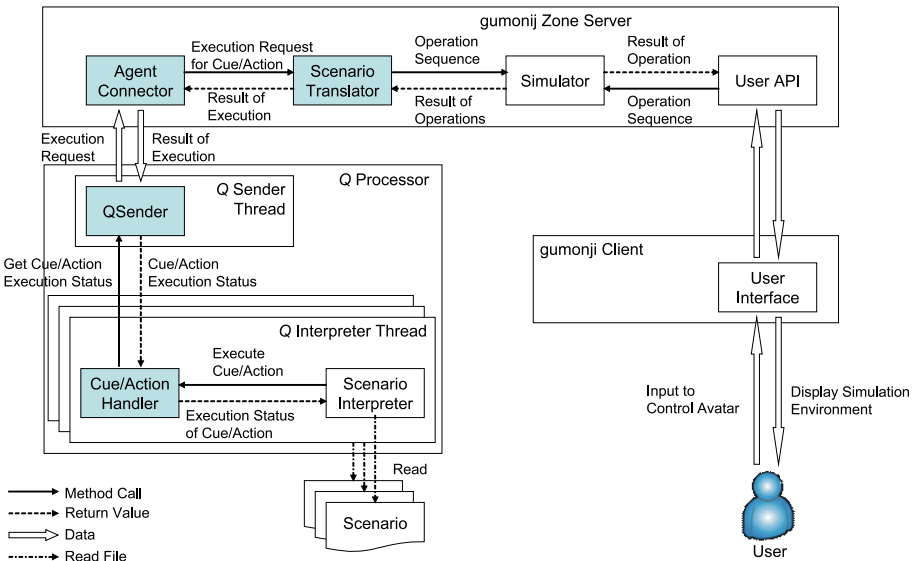 gumonij Zone Server
Agent
Connector
Execution Request
for Cue/Action
Result of
Execution
Scenario
Translator
Operation
Sequence
Result of
Operations
Simulator
Result of
Operation
Operation
Sequence
User API
Execution
Request
Result of
Execution
Q Processor
Q Sender
Thread
QSender
Get Cue/Action
Execution Status
Cue/Action
Execution Status
Q Interpreter Thread
Cue/Action
Handler
Execute
Cue/Action
Execution Status
of Cue/Action
Scenario
Interpreter
Read
Scenario
gumonji Client
User
Interface
Input to
Control Avatar
Display Simulation
Environment
User
Method Call
Return Value
Data
Read File